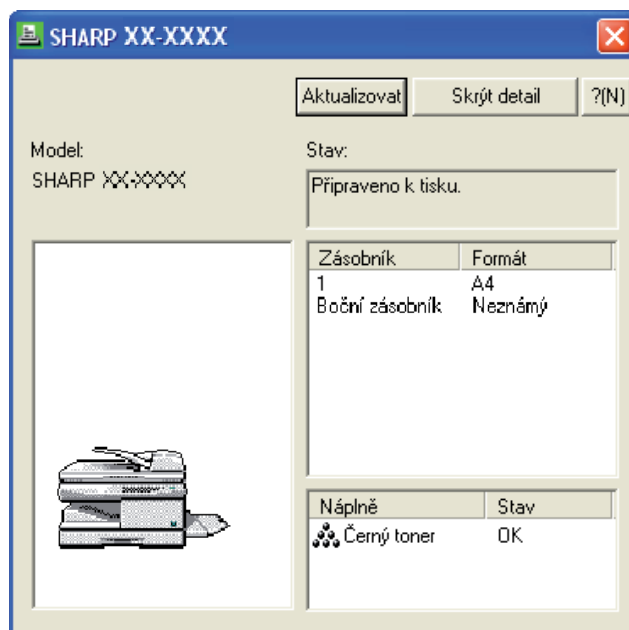 SHARP XX-XXXX
Aktualizovat Skrýt detail ?(N)
Model:
SHARP XX-XXXX
Stav:
Připraveno k tisku.
Zásobník Formát
1 A4
Boční zásobník Neznámý
Náplně Stav
Černý toner OK